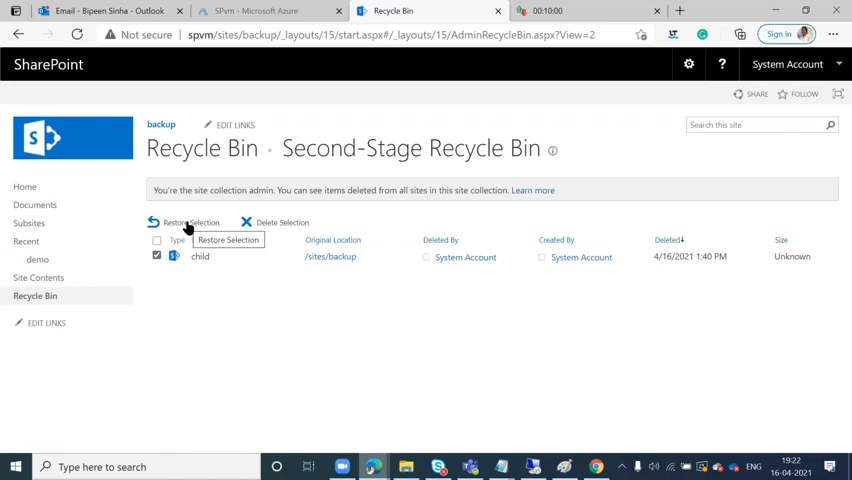 Email - Bipeen Sinha - Outlook
SPvm - Microsoft Azure
Recycle Bin
00:10:00
Not secure
spvm/sites/backup/_layouts/15/start.aspx#/_layouts/15/AdminRecycleBin.aspx?View=2
Sign in
SharePoint
?
System Account
SHARE
FOLLOW
S
backup
EDIT LINKS
Search this site
Recycle Bin · Second-Stage Recycle Bin
You're the site collection admin. You can see items deleted from all sites in this site collection. Learn more
Home
Documents
Subsites
Recent
demo
Site Contents
Recycle Bin
EDIT LINKS
Restore Selection
Delete Selection
Type
Restore Selection
Original Location
Deleted By
Created By
Deleted↓
Size
child
/sites/backup
System Account
System Account
4/16/2021 1:40 PM
Unknown
Type here to search
ENG
19:22
16-04-2021